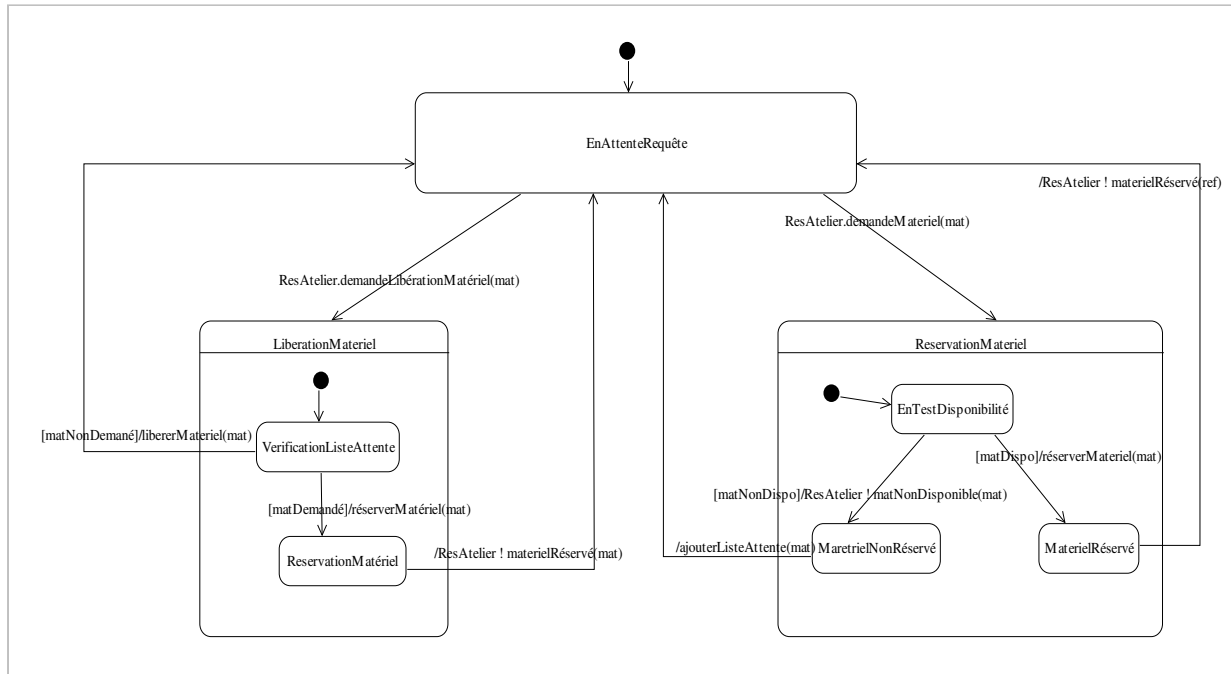 EnAttenteRequête
/ResAtelier ! materielRéservé(ref)
ResAtelier.demandeMateriel(mat)
ResAtelier.demandeLibérationMatériel(mat)
LiberationMateriel
ReservationMateriel
EnTestDisponibilité
[matNonDemané]/libererMateriel(mat)
VerificationListeAttente
[matDispo]/réserverMateriel(mat)
[matNonDispo]/ResAtelier ! matNonDisponible(mat)
[matDemandé]/réserverMatériel(mat)
/ResAtelier ! materielRéservé(mat)
/ajouterListeAttente(mat)
MaretrielNonRéservé
MaterielRéservé
ReservationMatériel